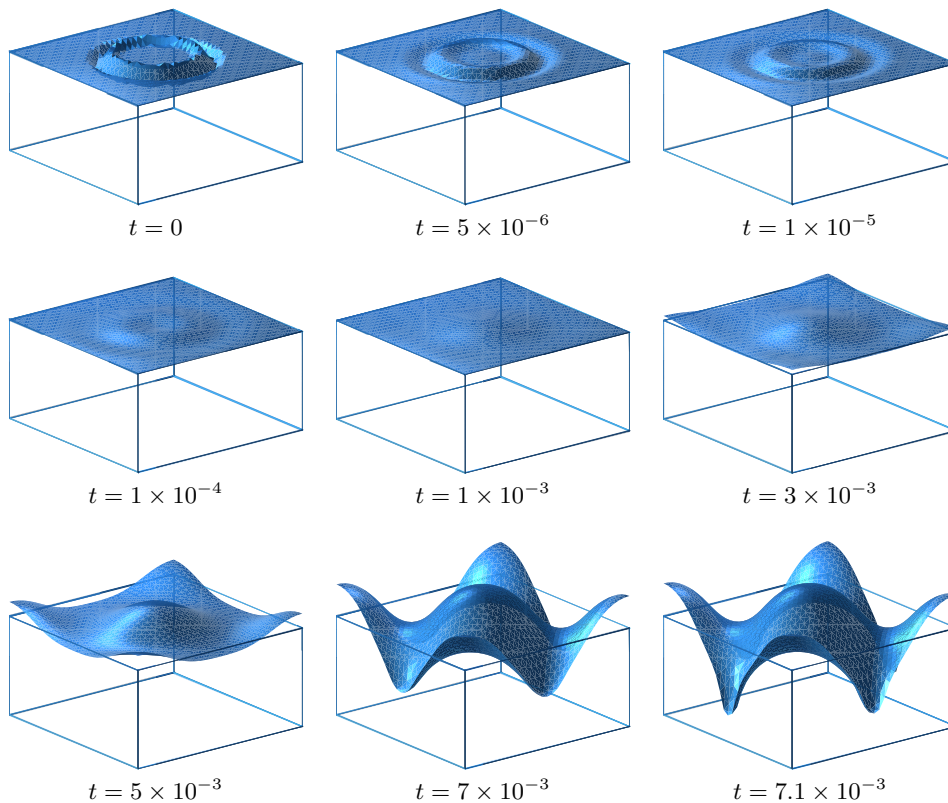 t = 0
t = 5 × 10⁻⁶
t = 1 × 10⁻⁵
t = 1 × 10⁻⁴
t = 1 × 10⁻³
t = 3 × 10⁻³
t = 5 × 10⁻³
t = 7 × 10⁻³
t = 7.1 × 10⁻³